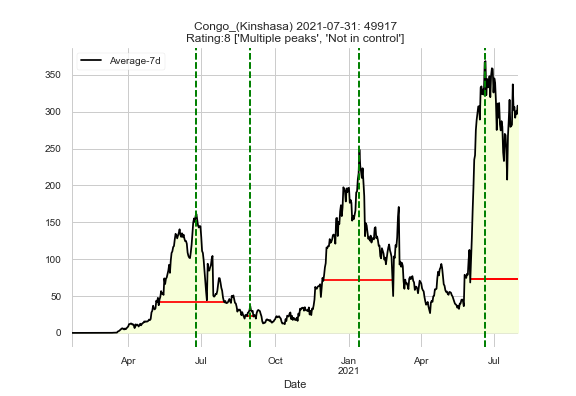 Congo_(Kinshasa) 2021-07-31: 49917
Rating:8 ['Multiple peaks', 'Not in control']
Average-7d
350
300
250
200
150
100
50
0
Apr
Jul
Oct
Jan
2021
Apr
Jul
Date